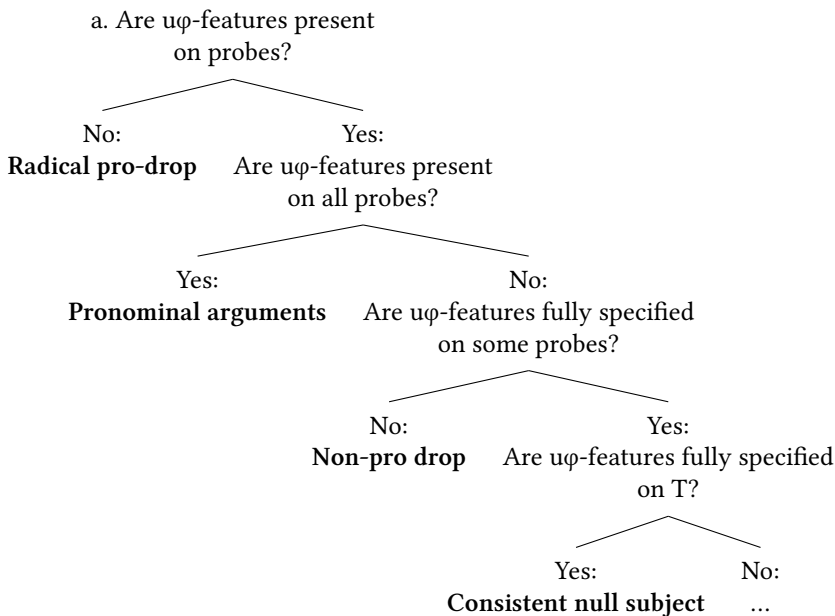 a. Are uφ-features present
on probes?
No:
Radical pro-drop
Yes:
Are uφ-features present
on all probes?
Yes:
Pronominal arguments
No:
Are uφ-features fully specified
on some probes?
No:
Non-pro drop
Yes:
Are uφ-features fully specified
on T?
Yes:
Consistent null subject
No:
...